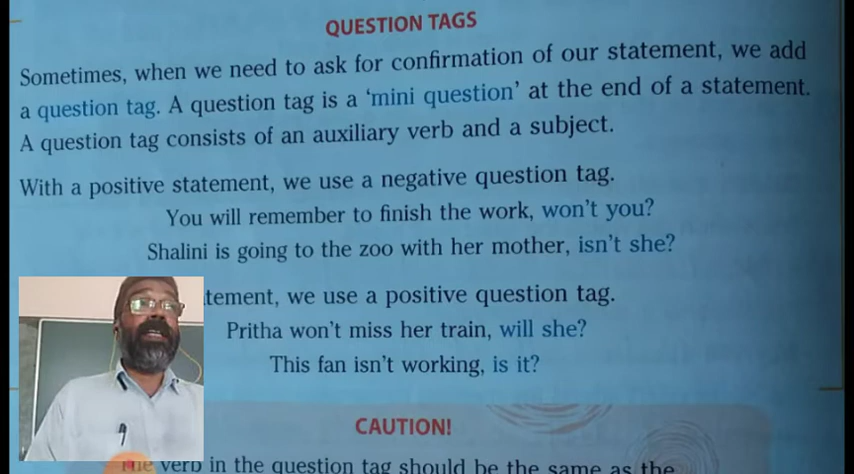 QUESTION TAGS
Sometimes, when we need to ask for confirmation of our statement, we add
a question tag. A question tag is a ‘mini question’ at the end of a statement.
A question tag consists of an auxiliary verb and a subject.
With a positive statement, we use a negative question tag.
You will remember to finish the work, won’t you?
Shalini is going to the zoo with her mother, isn’t she?
tement, we use a positive question tag.
Pritha won’t miss her train, will she?
This fan isn’t working, is it?
CAUTION!
The verb in the question tag should be the same as the